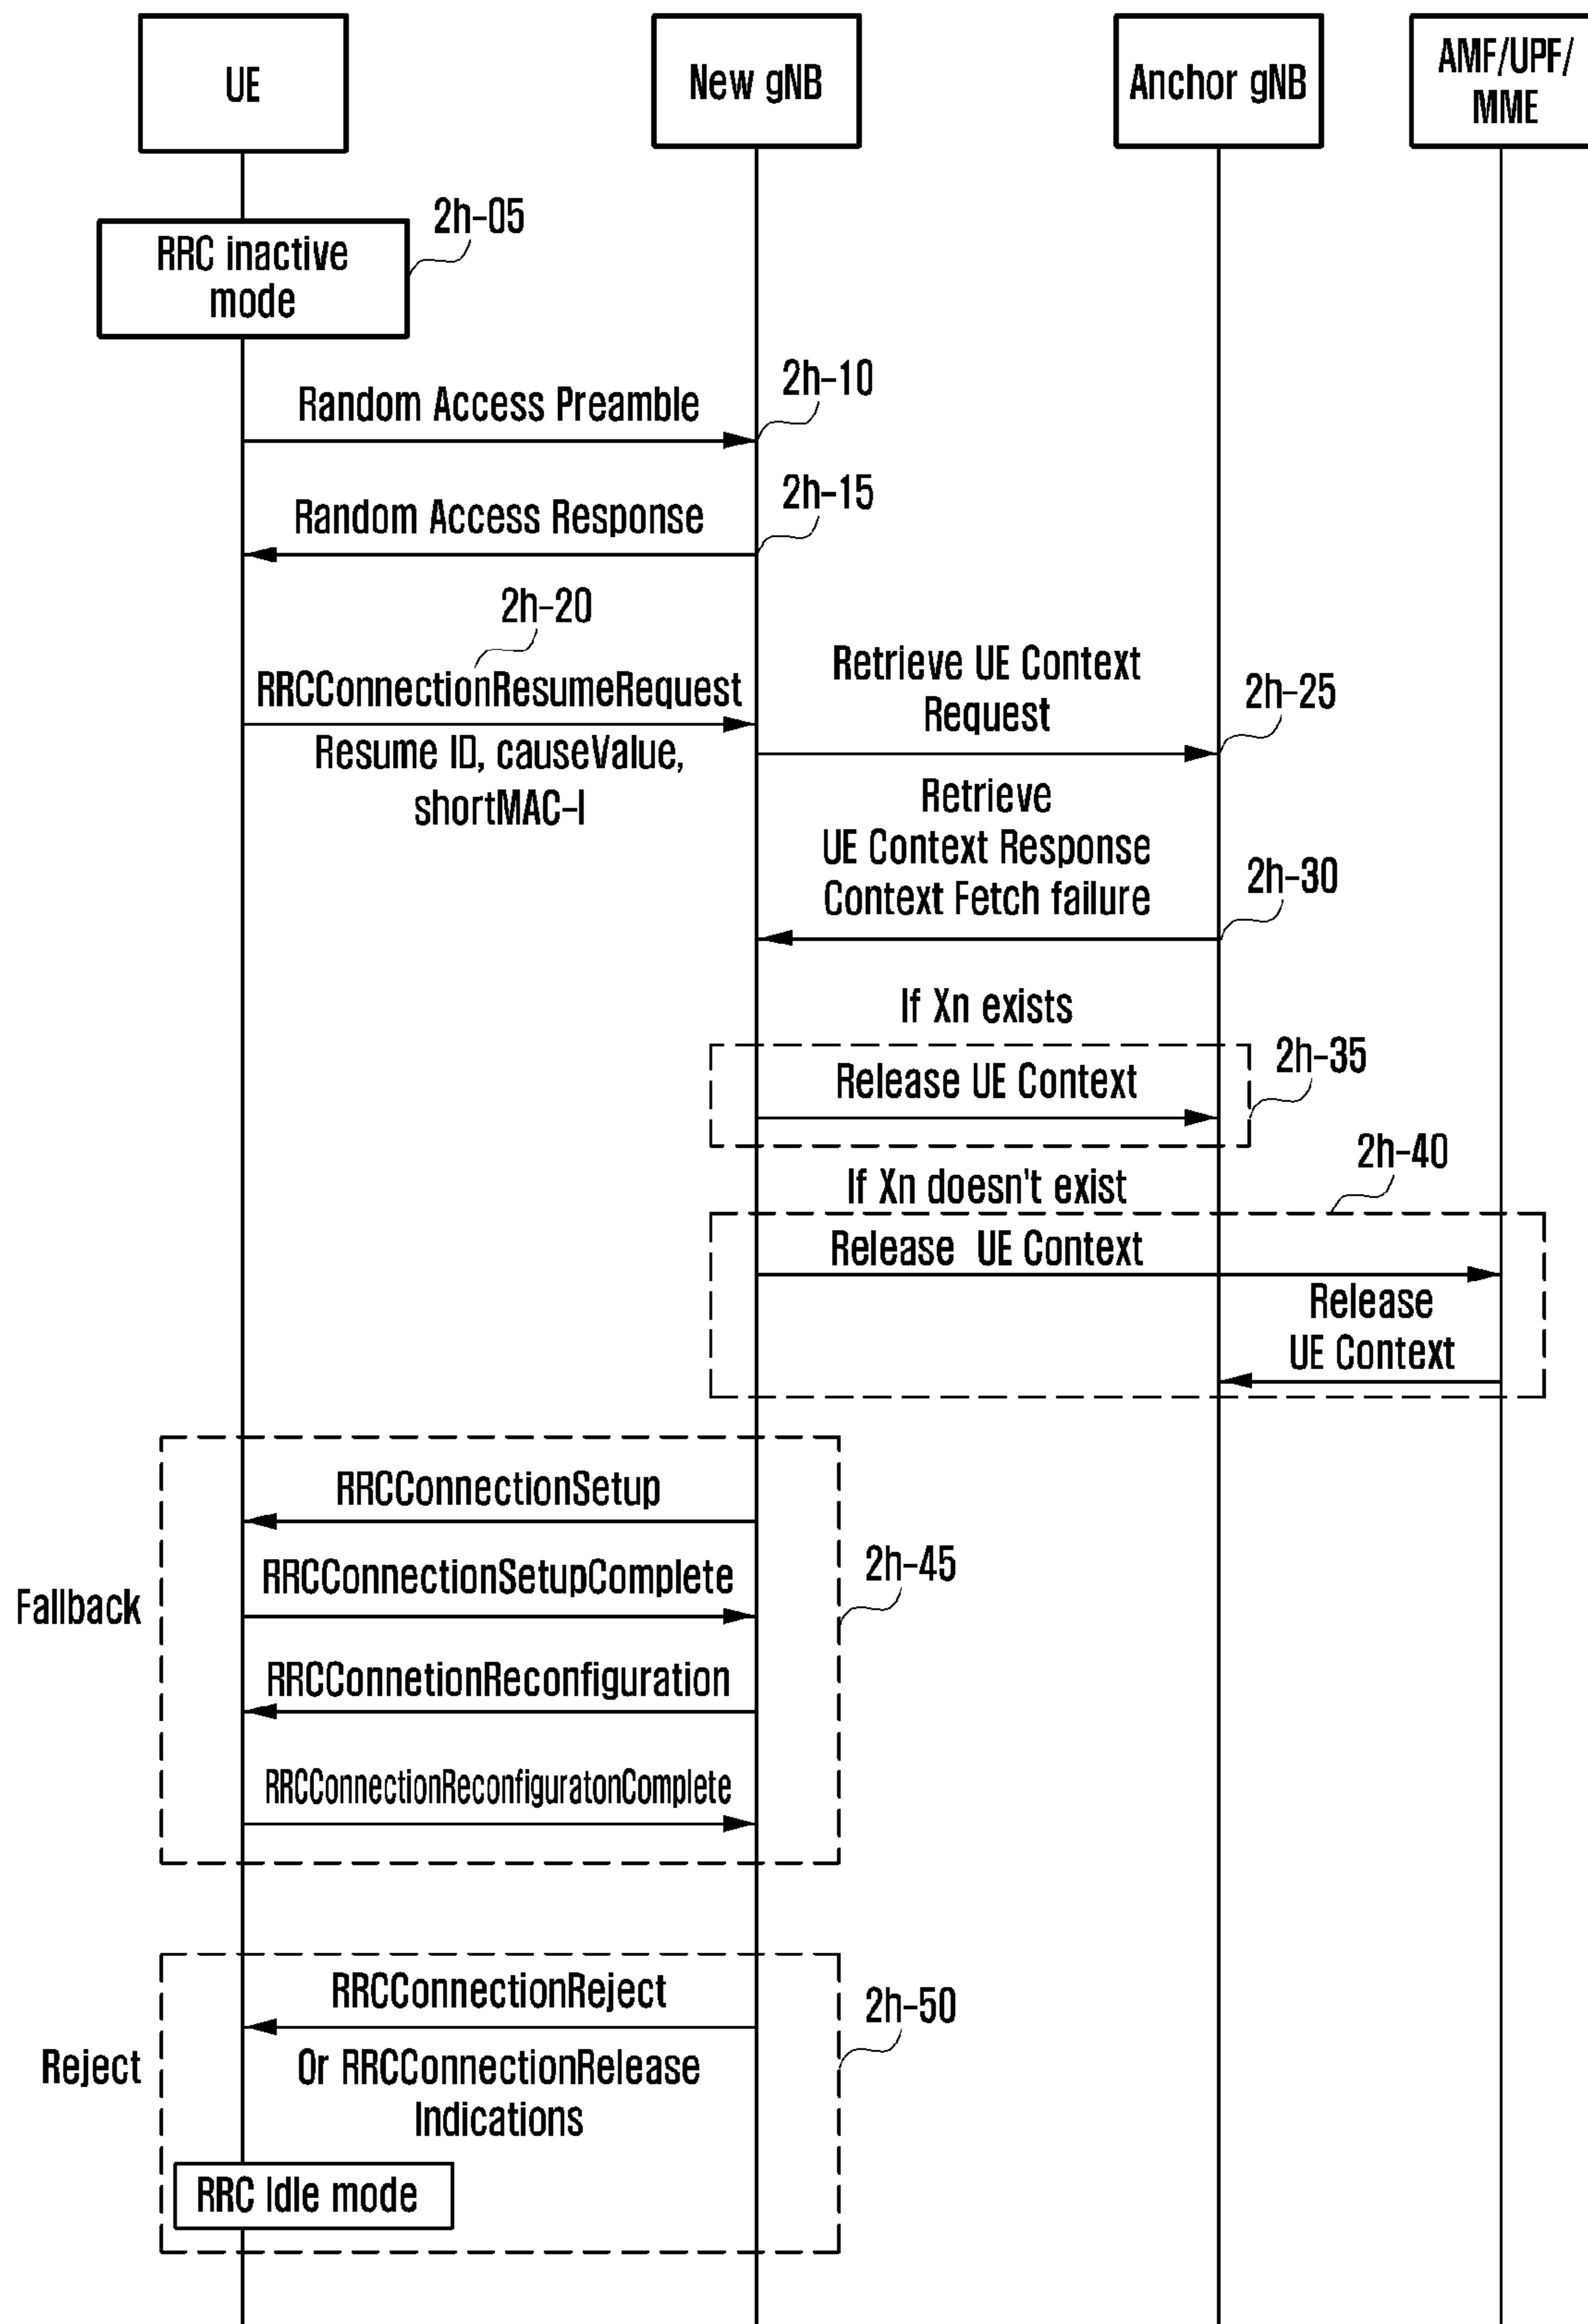 UE
New gNB
Anchor gNB
AMF/UPF/
MME
2h-05
RRC inactive
mode
2h-10
Random Access Preamble
2h-15
Random Access Response
2h-20
RRCConnectionResumeRequest
Resume ID, causeValue,
shortMAC-I
Retrieve UE Context
Request
2h-25
Retrieve
UE Context Response
Context Fetch failure
2h-30
If Xn exists
2h-35
Release UE Context
2h-40
If Xn doesn't exist
Release UE Context
Release
UE Context
Fallback
RRCConnectionSetup
RRCConnectionSetupComplete
2h-45
RRCConnetionReconfiguration
RRCConnectionReconfiguratonComplete
Reject
RRCConnectionReject
2h-50
Or RRCConnectionRelease
Indications
RRC Idle mode